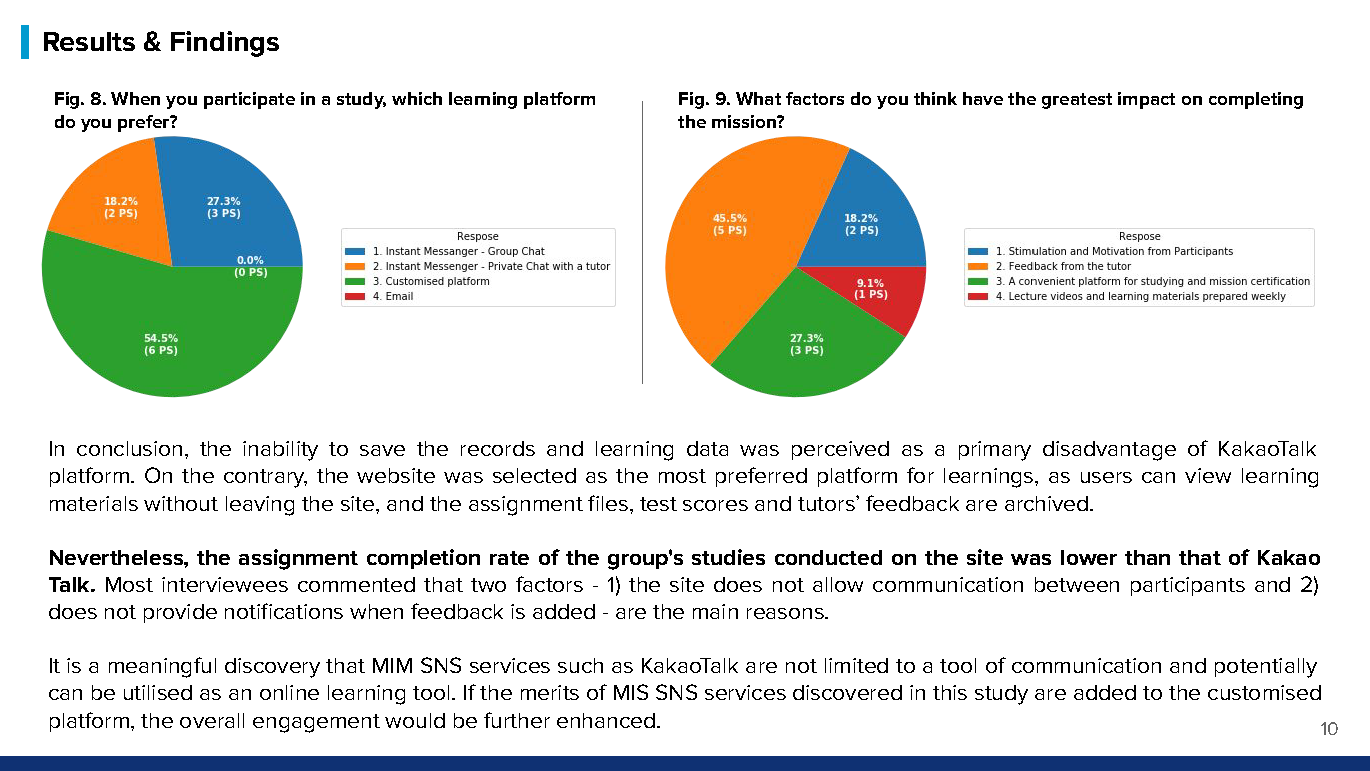 Results & Findings
Fig. 8. When you participate in a study, which learning platform
do you prefer?
18.2%
(2 PS)
27.3%
(3 PS)
0.0%
(0 PS)
54.5%
(6 PS)
Respose
1. Instant Messanger - Group Chat
2. Instant Messenger - Private Chat with a tutor
3. Customised platform
4. Email
Fig. 9. What factors do you think have the greatest impact on completing
the mission?
45.5%
(5 PS)
18.2%
(2 PS)
9.1%
(1 PS)
27.3%
(3 PS)
Respose
1. Stimulation and Motivation from Participants
2. Feedback from the tutor
3. A convenient platform for studying and mission certification
4. Lecture videos and learning materials prepared weekly
In conclusion, the inability to save the records and learning data was perceived as a primary disadvantage of KakaoTalk
platform. On the contrary, the website was selected as the most preferred platform for learnings, as users can view learning
materials without leaving the site, and the assignment files, test scores and tutors’ feedback are archived.
Nevertheless, the assignment completion rate of the group's studies conducted on the site was lower than that of Kakao
Talk. Most interviewees commented that two factors - 1) the site does not allow communication between participants and 2)
does not provide notifications when feedback is added - are the main reasons.
It is a meaningful discovery that MIM SNS services such as KakaoTalk are not limited to a tool of communication and potentially
can be utilised as an online learning tool. If the merits of MIS SNS services discovered in this study are added to the customised
platform, the overall engagement would be further enhanced.
10